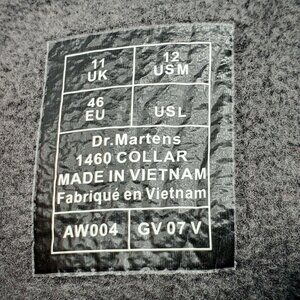 11 12
UK USM
46
EU USL
Dr.Martens
1460 COLLAR
MADE IN VIETNAM
Fabriqué en Vietnam
AW004 GV 07 V